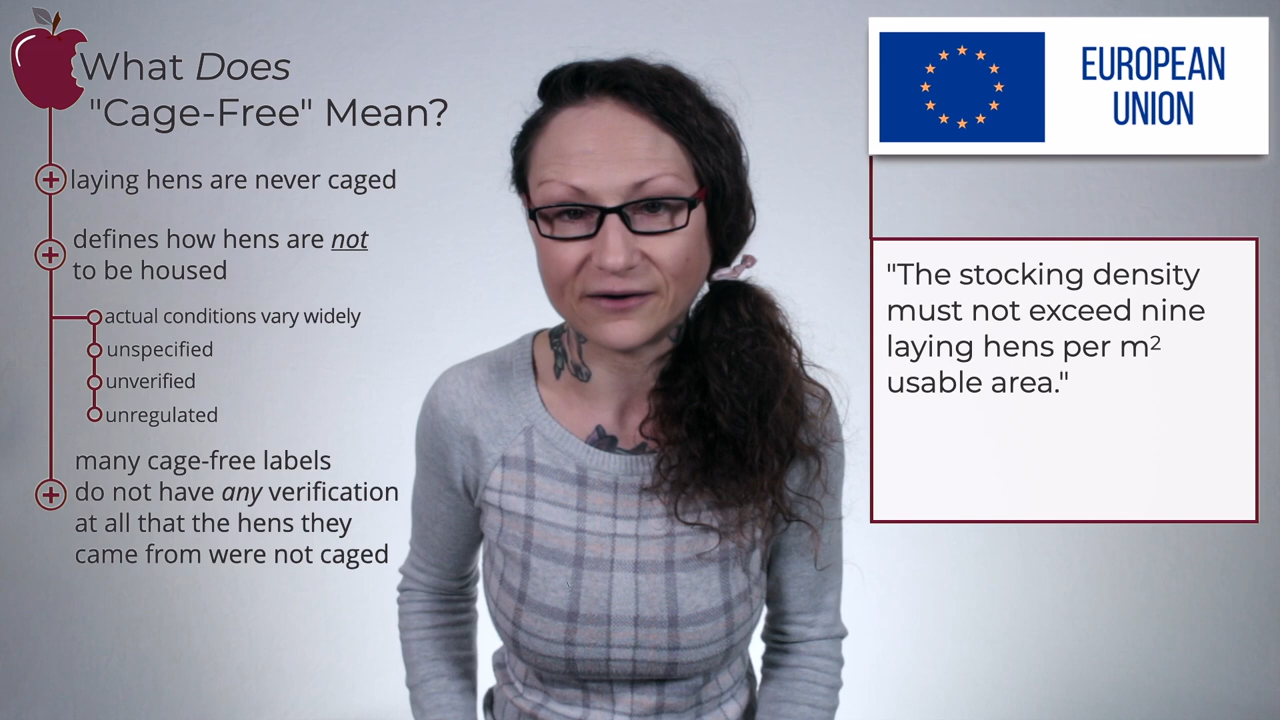 What Does
"Cage-Free" Mean?
laying hens are never caged
defines how hens are not
to be housed
actual conditions vary widely
unspecified
unverified
unregulated
many cage-free labels
do not have any verification
at all that the hens they
came from were not caged
EUROPEAN
UNION
"The stocking density
must not exceed nine
laying hens per m²
usable area."